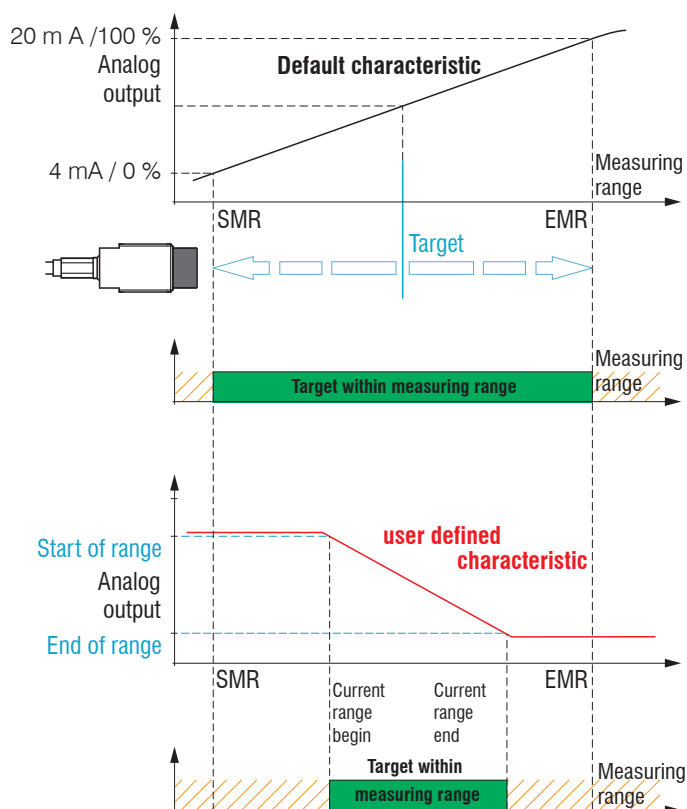 20 m A /100 %
Analog
output
Default characteristic
4 mA / 0 %
Measuring
range
SMR
EMR
Target
Measuring
range
Target within measuring range
user defined
characteristic
Start of range
Analog
output
End of range
SMR
EMR
Current
range
begin
Current
range
end
Target within
measuring range
Measuring
range